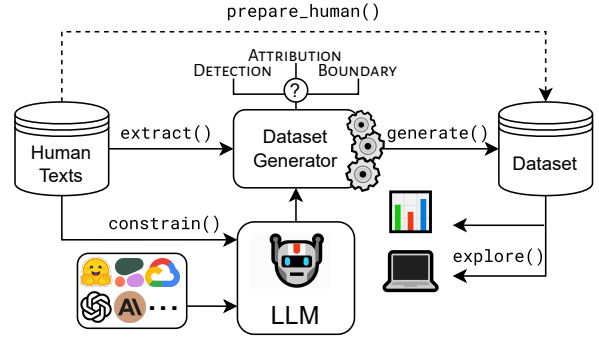 prepare_human()
ATTRIBUTION
DETECTION
BOUNDARY
?
Human
Texts
extract()
Dataset
Generator
generate()
Dataset
constrain()
explore()
AI
...
LLM